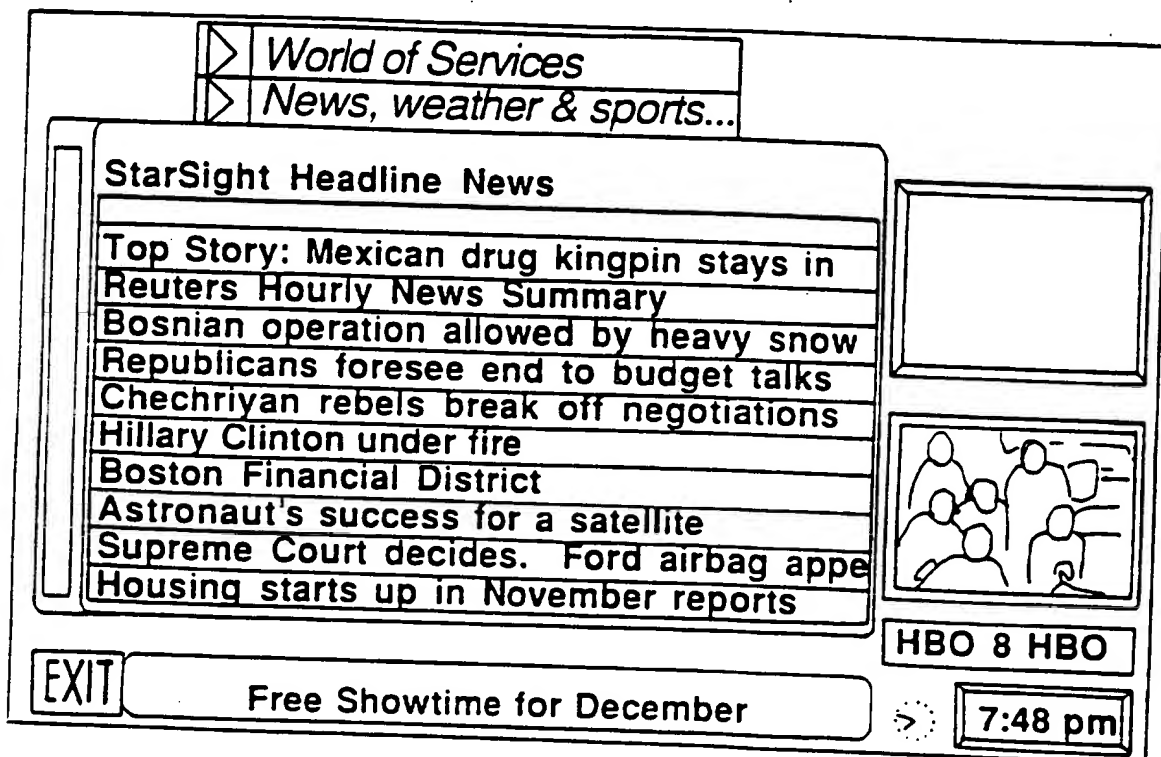 World of Services
News, weather & sports...
StarSight Headline News
Top Story: Mexican drug kingpin stays in
Reuters Hourly News Summary
Bosnian operation allowed by heavy snow
Republicans foresee end to budget talks
Chechriyan rebels break off negotiations
Hillary Clinton under fire
Boston Financial District
Astronaut's success for a satellite
Supreme Court decides. Ford airbag appe
Housing starts up in November reports
HBO 8 HBO
EXIT
Free Showtime for December
7:48 pm